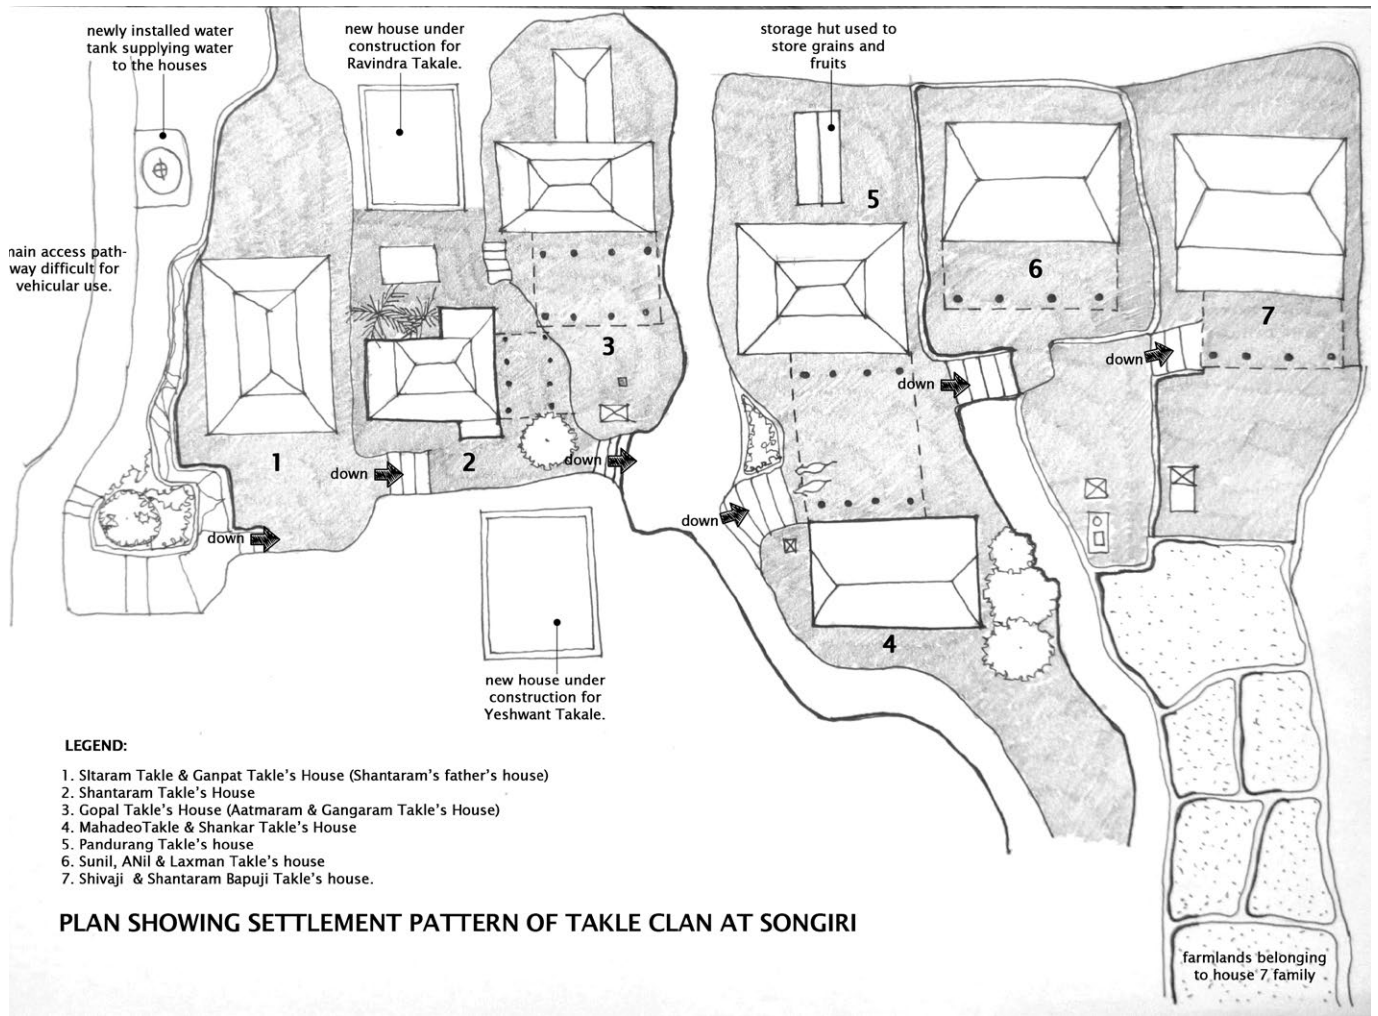 newly installed water
tank supplying water
to the houses
new house under
construction for
Ravindra Takale.
storage hut used to
store grains and
fruits
5
6
7
main access path-
way difficult for
vehicular use.
3
down
down
1
down
2
down
down
down
4
new house under
construction for
Yeshwant Takale.
LEGEND:
1. SItaram Takle & Ganpat Takle's House (Shantaram's father's house)
2. Shantaram Takle's House
3. Gopal Takle's House (Aatmaram & Gangaram Takle's House)
4. MahadeoTakle & Shankar Takle's House
5. Pandurang Takle's house
6. Sunil, ANil & Laxman Takle's house
7. Shivaji & Shantaram Bapuji Takle's house.
PLAN SHOWING SETTLEMENT PATTERN OF TAKLE CLAN AT SONGIRI
farmlands belonging
to house 7 family